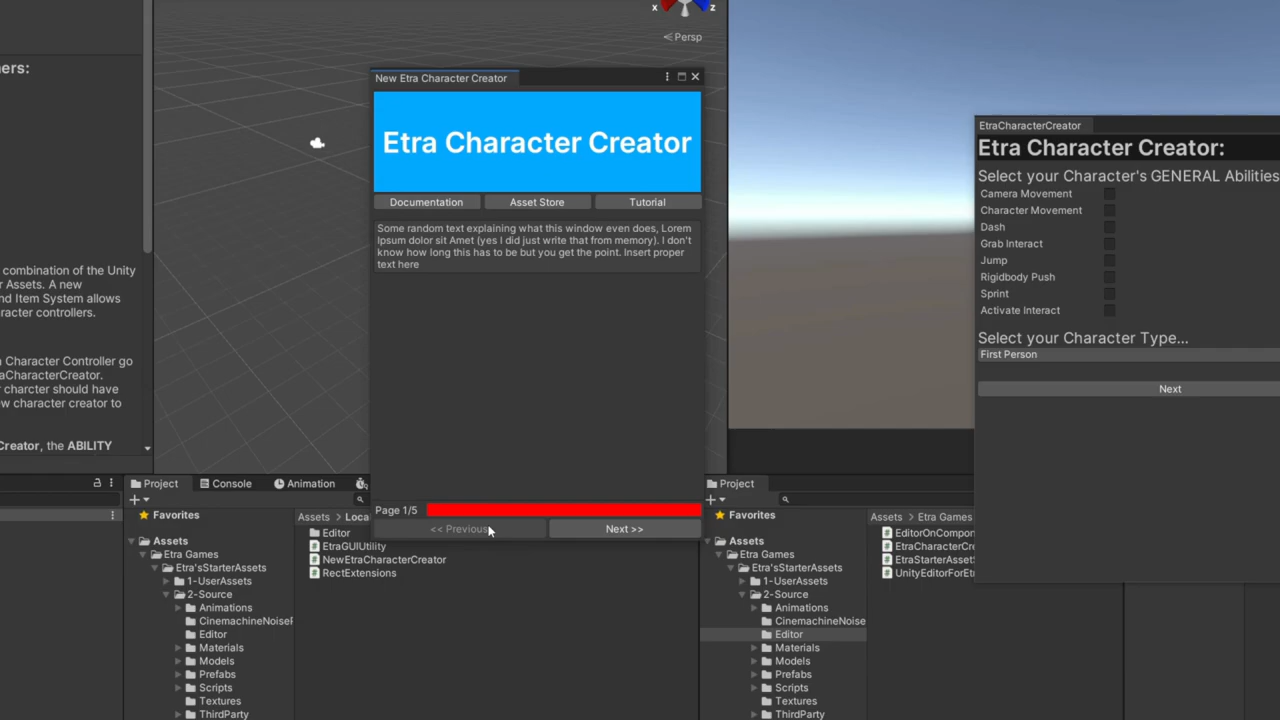 ners:
combination of the Unity
r Assets. A new
nd Item System allows
racter controllers.
a Character Controller go
aCharacterCreator.
r charcter should have
ew character creator to
Creator, the ABILITY
x
z
Persp
New Etra Character Creator
Etra Character Creator
Documentation
Asset Store
Tutorial
Some random text explaining what this window even does, Lorem
Ipsum dolor sit Amet (yes I did just write that from memory). I don't
know how long this has to be but you get the point. Insert proper
text here
Page 1/5
<< Previous
Next >>
EtraCharacterCreator
Etra Character Creator:
Select your Character's GENERAL Abilities
Camera Movement
Character Movement
Dash
Grab Interact
Jump
Rigidbody Push
Sprint
Activate Interact
Select your Character Type...
First Person
Next
Project
Console
Animation
Favorites
Assets
Etra Games
Etra'sStarterAssets
1-UserAssets
2-Source
Animations
CinemachineNoiseP
Editor
Materials
Models
Prefabs
Scripts
Textures
ThirdParty
Assets > Loca
Editor
EtraGUIUtility
NewEtraCharacterCreator
RectExtensions
Project
Favorites
Assets
Etra Games
Etra'sStarterAssets
1-UserAssets
2-Source
Animations
CinemachineNoise
Editor
Materials
Models
Prefabs
Scripts
Textures
ThirdParty
Assets > Etra Games
EditorOnCompon
EtraCharacterCre
EtraStarterAsset
UnityEditorForEt